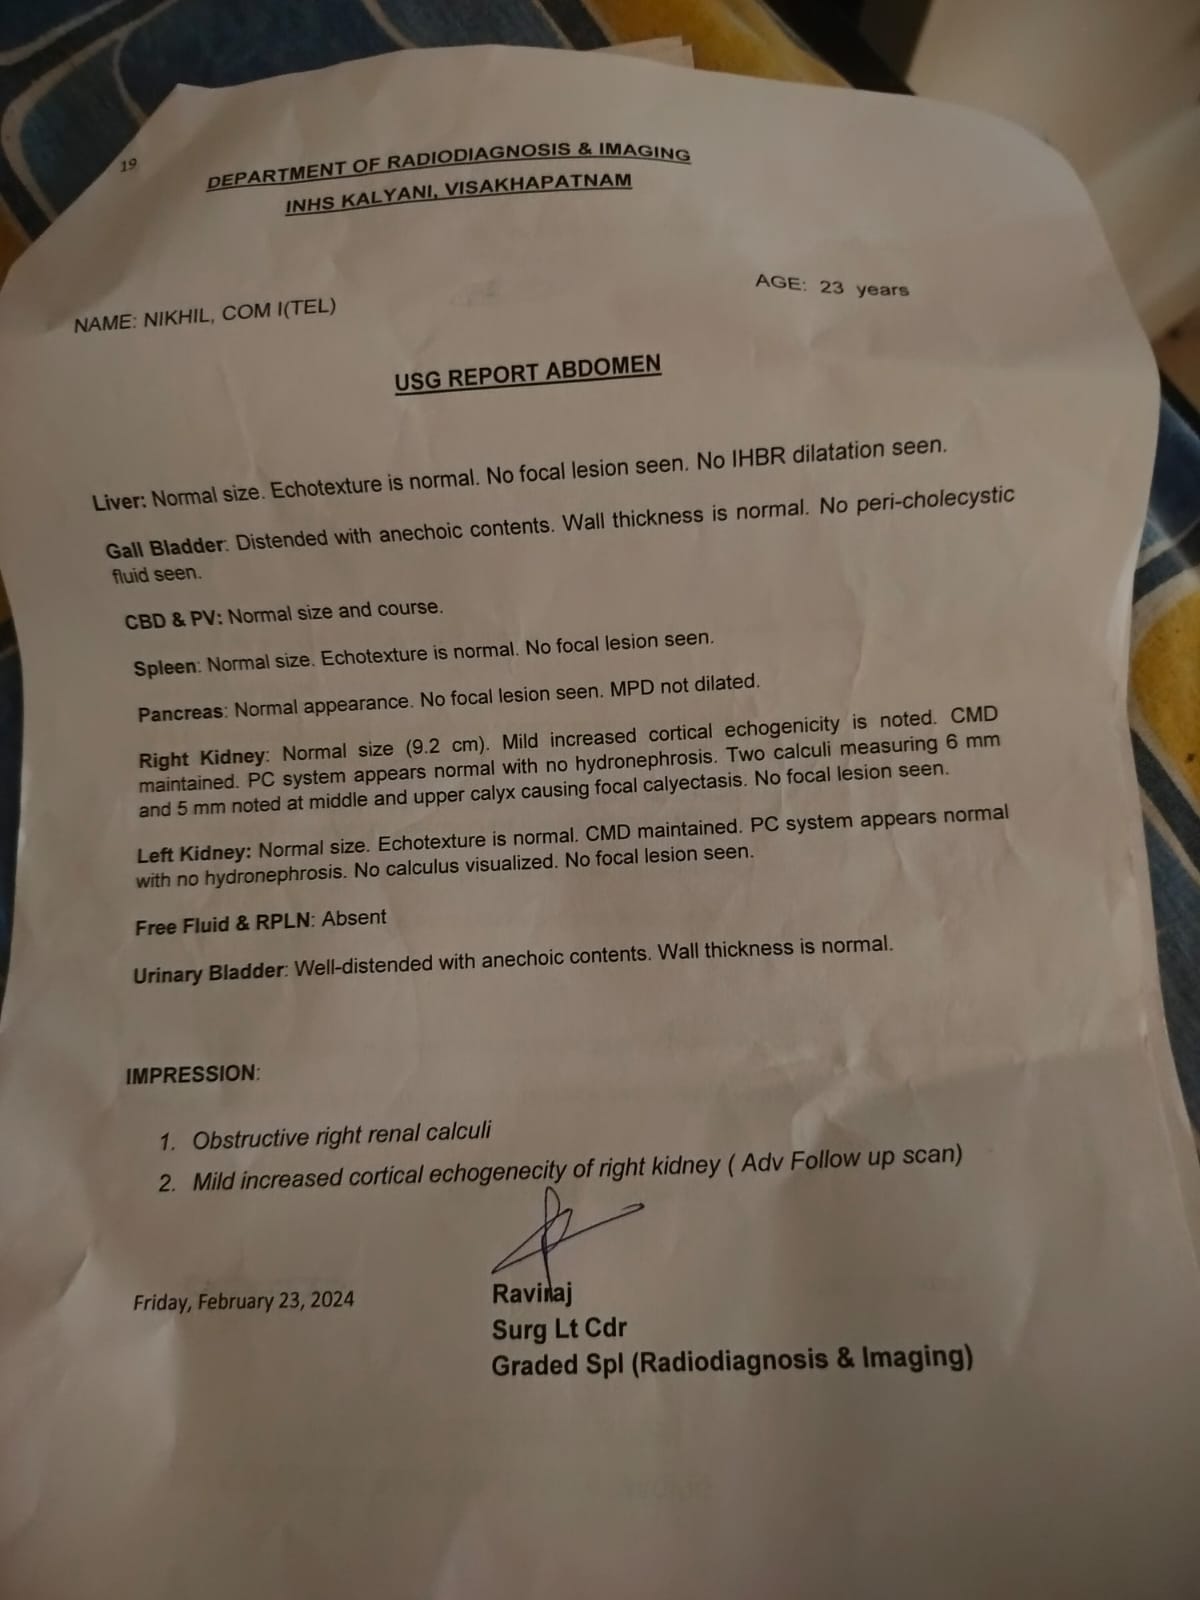 19
DEPARTMENT OF RADIODIAGNOSIS & IMAGING
INHS KALYANI, VISAKHAPATNAM
NAME: NIKHIL, COM I(TEL)
AGE: 23 years
USG REPORT ABDOMEN
Liver: Normal size. Echotexture is normal. No focal lesion seen. No IHBR dilatation seen.
Gall Bladder: Distended with anechoic contents. Wall thickness is normal. No peri-cholecystic
fluid seen.
CBD & PV: Normal size and course.
Spleen: Normal size. Echotexture is normal. No focal lesion seen.
Pancreas: Normal appearance. No focal lesion seen. MPD not dilated.
Right Kidney: Normal size (9.2 cm). Mild increased cortical echogenicity is noted. CMD
maintained. PC system appears normal with no hydronephrosis. Two calculi measuring 6 mm
and 5 mm noted at middle and upper calyx causing focal calyectasis. No focal lesion seen.
Left Kidney: Normal size. Echotexture is normal. CMD maintained. PC system appears normal
with no hydronephrosis. No calculus visualized. No focal lesion seen.
Free Fluid & RPLN: Absent
Urinary Bladder: Well-distended with anechoic contents. Wall thickness is normal.
IMPRESSION:
1. Obstructive right renal calculi
2. Mild increased cortical echogenecity of right kidney ( Adv Follow up scan)
Friday, February 23, 2024
Raviraj
Surg Lt Cdr
Graded Spl (Radiodiagnosis & Imaging)